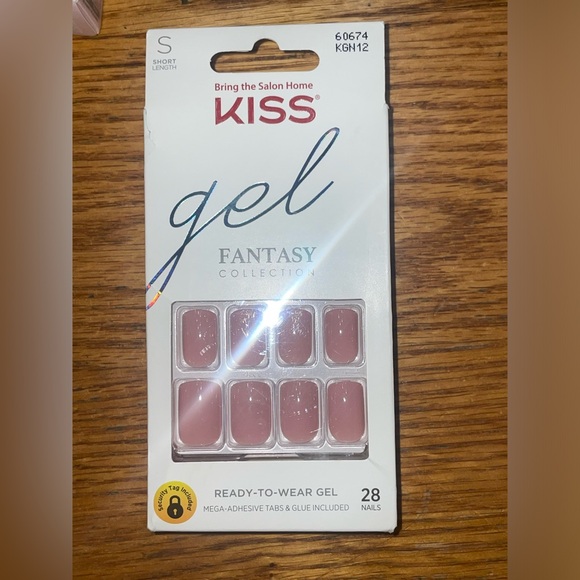 S
SHORT
LENGTH
60674
KGN12
Bring the Salon Home
KISS®
gel
FANTASY
COLLECTION
Security Tag Included
READY-TO-WEAR GEL
MEGA-ADHESIVE TABS & GLUE INCLUDED
28
NAILS